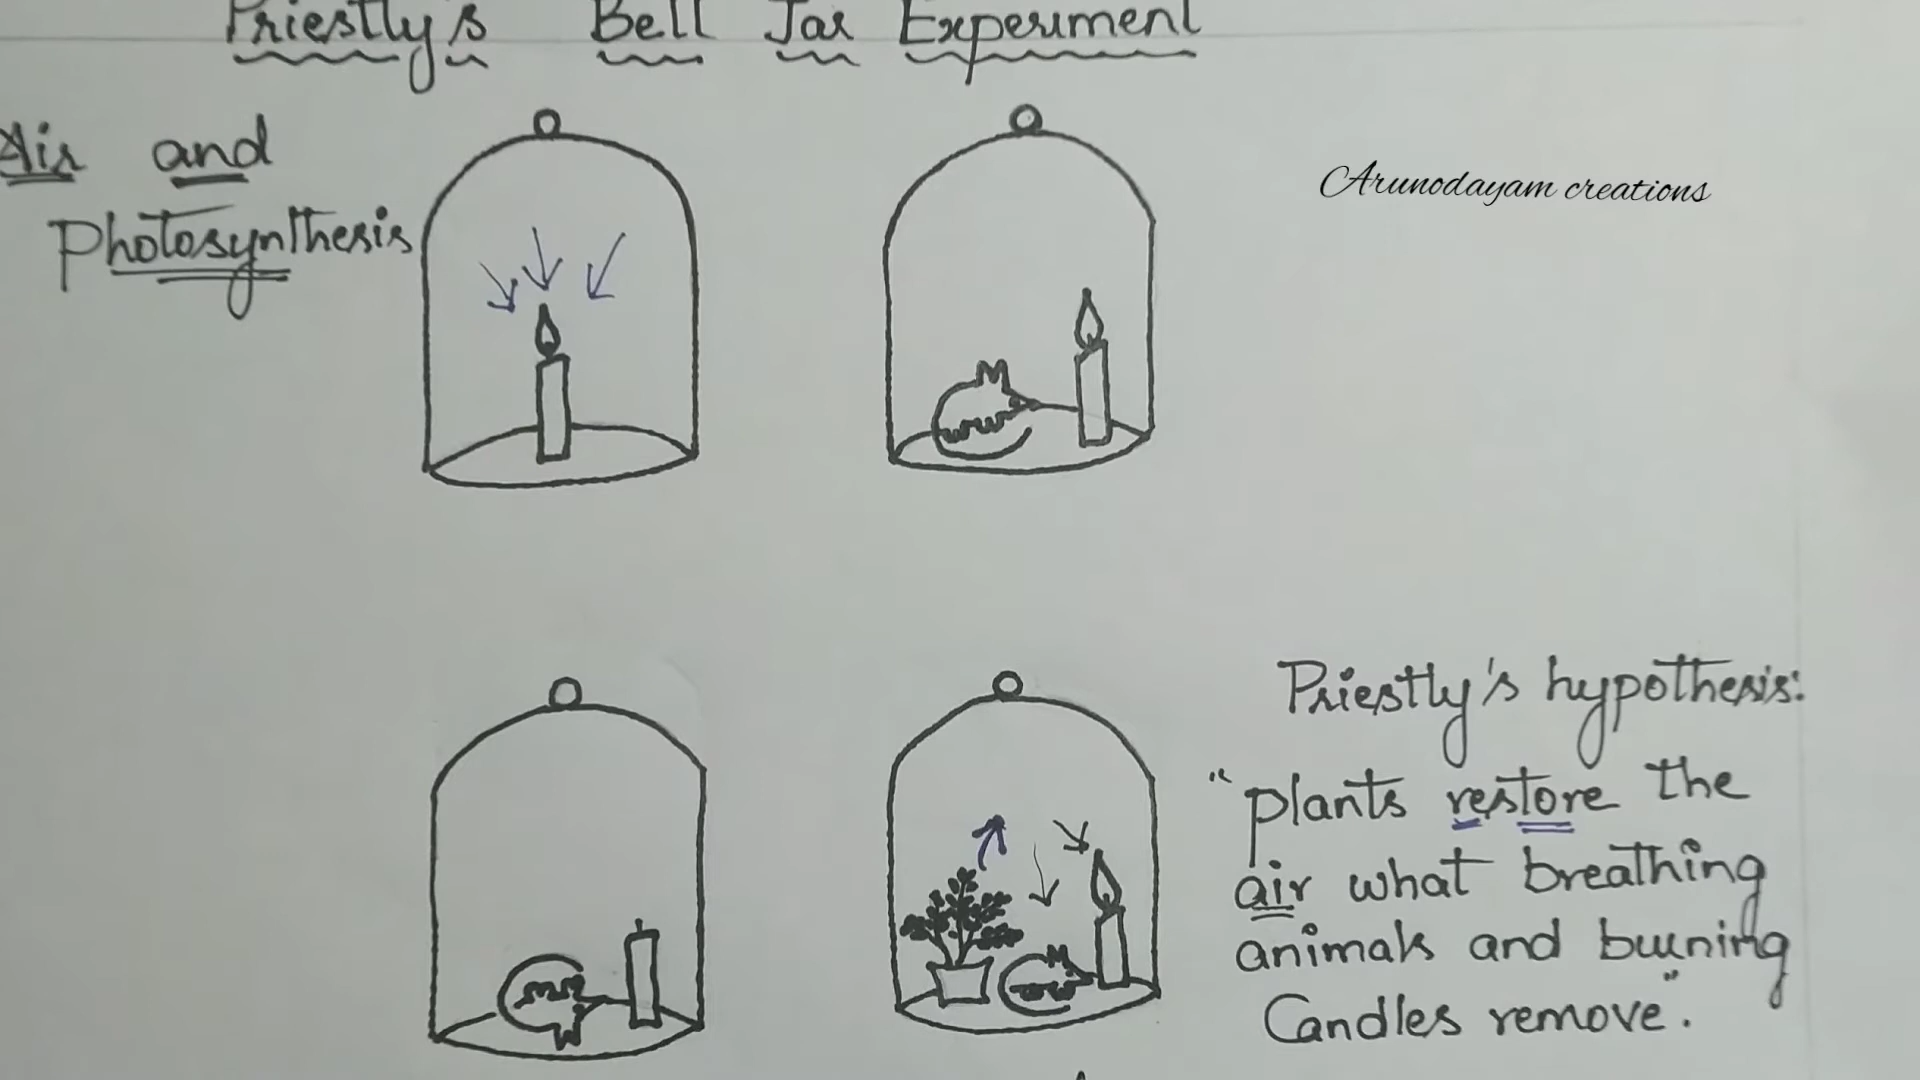 Priestly's Bell Jar Experiment
Air and
Photosynthesis
Arunodayam creations
Priestly's hypothesis:
"plants restore the
air what breathing
animals and burning
Candles remove".